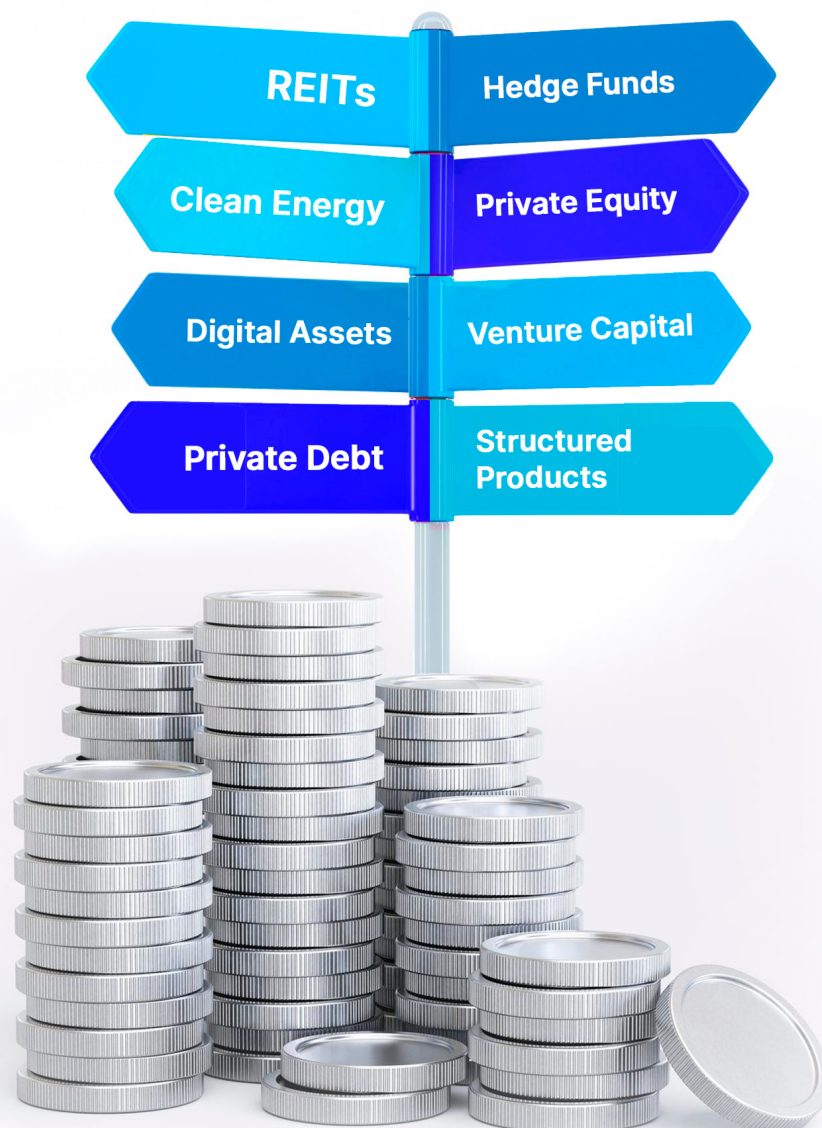 REITs
Hedge Funds
Clean Energy
Private Equity
Digital Assets
Venture Capital
Private Debt
Structured
Products